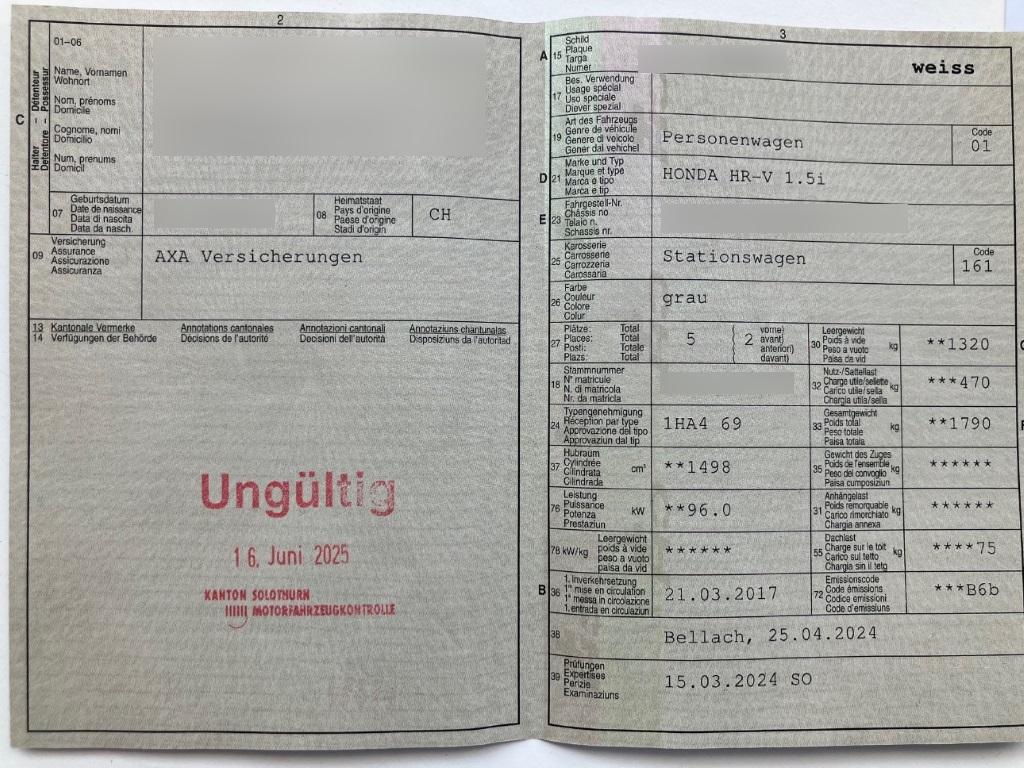 2
01–06
C
Halter – Détenteur
Detentore – Possessur
Name, Vornamen
Wohnort
Nom, prénoms
Domicile
Cognome, nomi
Domicilio
Num, prenums
Domicil
07
Geburtsdatum
Date de naissance
Data di nascita
Data da nasch.
08
Heimatstaat
Pays d'origine
Paese d'origine
Stadi d'origin
CH
09
Versicherung
Assurance
Assicurazione
Assicuranza
AXA Versicherungen
13 Kantonale Vermerke Annotations cantonales Annotazioni cantonali Annotaziuns chantunalas
14 Verfügungen der Behörde Décisions de l'autorité Decisioni dell'autorità Disposiziuns da l'autoritad
Ungültig
16. Juni 2025
KANTON SOLOTHURN
MOTORFAHRZEUGKONTROLLE
3
A 15
Schild
Plaque
Targa
Numer
weiss
17
Bes. Verwendung
Usage spécial
Uso speciale
Diever spezial
19
Art des Fahrzeugs
Genre de véhicule
Genere di veicolo
Gener dal vehichel
Personenwagen
Code
01
D 21
Marke und Typ
Marque et type
Marca e tipo
Marca e tip
HONDA HR-V 1.5i
E 23
Fahrgestell-Nr.
Châssis no
Telaio n.
Schassis nr.
25
Karosserie
Carrosserie
Carrozzeria
Carossaria
Stationswagen
Code
161
26
Farbe
Couleur
Colore
Colur
grau
27
Plätze: Total
Places: Total
Posti: Totale
Plazs: Total
5
( 2
vorne)
avant)
anteriori)
davant)
30
Leergewicht
Poids à vide
Peso a vuoto
Paisa da vid
kg
**1320
18
Stammnummer
N° matricule
N. di matricola
Nr. da matricla
32
Nutz-/Sattellast
Charge utile/sellette
Carico utile/sella
Chargia utila/sella
kg
***470
24
Typengenehmigung
Réception par type
Approvazione del tipo
Approvaziun dal tip
1HA4 69
33
Gesamtgewicht
Poids total
Peso totale
Paisa totala
kg
**1790
37
Hubraum
Cylindrée
Cilindrata
Cilindrada
cm³
**1498
35
Gewicht des Zuges
Poids de l'ensemble
Peso del convoglio
Paisa cumposiziun
kg
******
76
Leistung
Puissance
Potenza
Prestaziun
kW
**96.0
31
Anhängelast
Poids remorquable
Carico rimorchiato
Chargia annexa
kg
******
78 kW/kg
Leergewicht
poids à vide
peso a vuoto
paisa da vid
******
55
Dachlast
Charge sur le toit
Carico sul tetto
Chargia sin il tetg
kg
****75
B 36
1. Inverkehrsetzung
1re mise en circulation
1a messa in circolazione
1. entrada en circulaziun
21.03.2017
72
Emissionscode
Code émissions
Codice emissioni
Code d'emissiuns
***B6b
38
Bellach, 25.04.2024
39
Prüfungen
Expertises
Perizie
Examinaziuns
15.03.2024 SO